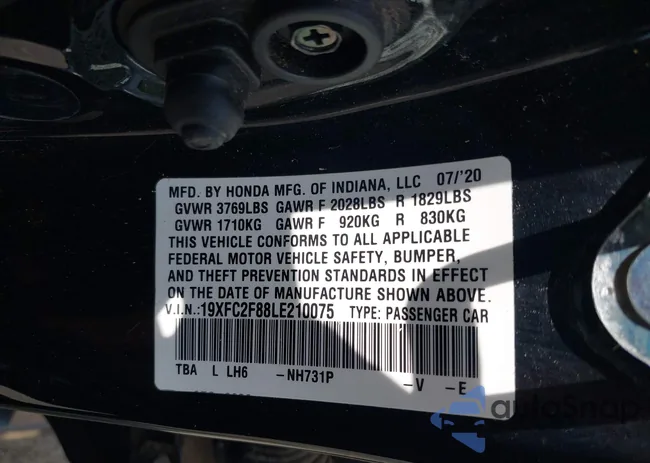 MFD. BY HONDA MFG. OF INDIANA, LLC 07/'20
GVWR 3769LBS GAWR F 2028LBS R 1829LBS
GVWR 1710KG GAWR F 920KG R 830KG
THIS VEHICLE CONFORMS TO ALL APPLICABLE
FEDERAL MOTOR VEHICLE SAFETY, BUMPER,
AND THEFT PREVENTION STANDARDS IN EFFECT
ON THE DATE OF MANUFACTURE SHOWN ABOVE.
V.I.N.:19XFC2F88LE210075 TYPE: PASSENGER CAR
TBA L LH6 -NH731P -V -E
autoSnap